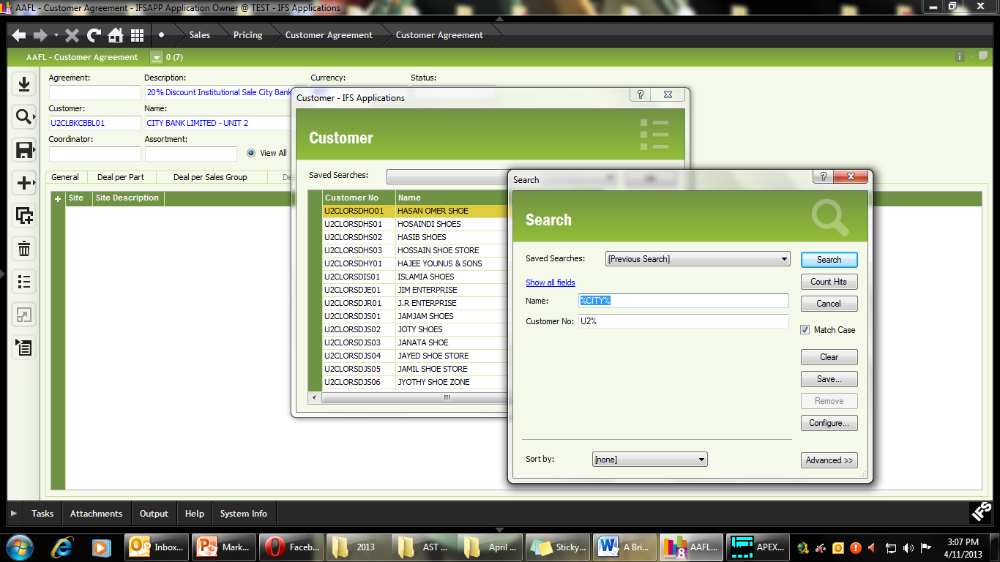 AAFL - Customer Agreement - IFSAPP Application Owner @ TEST - IFS Applications
Sales Pricing Customer Agreement Customer Agreement
AAFL - Customer Agreement 0 (7)
Agreement: Description: Currency: Status:
20% Discount Institutional Sale City Bank
Customer: Name:
U2CLBKCBBL01 CITY BANK LIMITED - UNIT 2
Coordinator: Assortment:
View All
General Deal per Part Deal per Sales Group De
+ Site Site Description
Customer - IFS Applications
Customer
Saved Searches:
Customer No Name
U2CLORSDHO01 HASAN OMER SHOE
U2CLORSDHS01 HOSAINDI SHOES
U2CLORSDHS02 HASIB SHOES
U2CLORSDHS03 HOSSAIN SHOE STORE
U2CLORSDHY01 HAJEE YOUNUS & SONS
U2CLORSDIS01 ISLAMIA SHOES
U2CLORSDJE01 JIM ENTERPRISE
U2CLORSDJR01 J.R ENTERPRISE
U2CLORSDJS01 JAMJAM SHOES
U2CLORSDJS02 JOTY SHOES
U2CLORSDJS03 JANATA SHOE
U2CLORSDJS04 JAYED SHOE STORE
U2CLORSDJS05 JAMIL SHOE STORE
U2CLORSDJS06 JYOTHY SHOE ZONE
Search
Search
Saved Searches: [Previous Search] Search
Show all fields Count Hits
Name: %CITY% Cancel
Customer No: U2%
Match Case
Clear
Save...
Remove
Configure...
Sort by: [none] Advanced >>
Tasks Attachments Output Help System Info IFS
Inbox... Mark... Faceb... 2013 AST ... April ... Sticky... A Bri... AAFL... APEX...
3:07 PM
4/11/2013